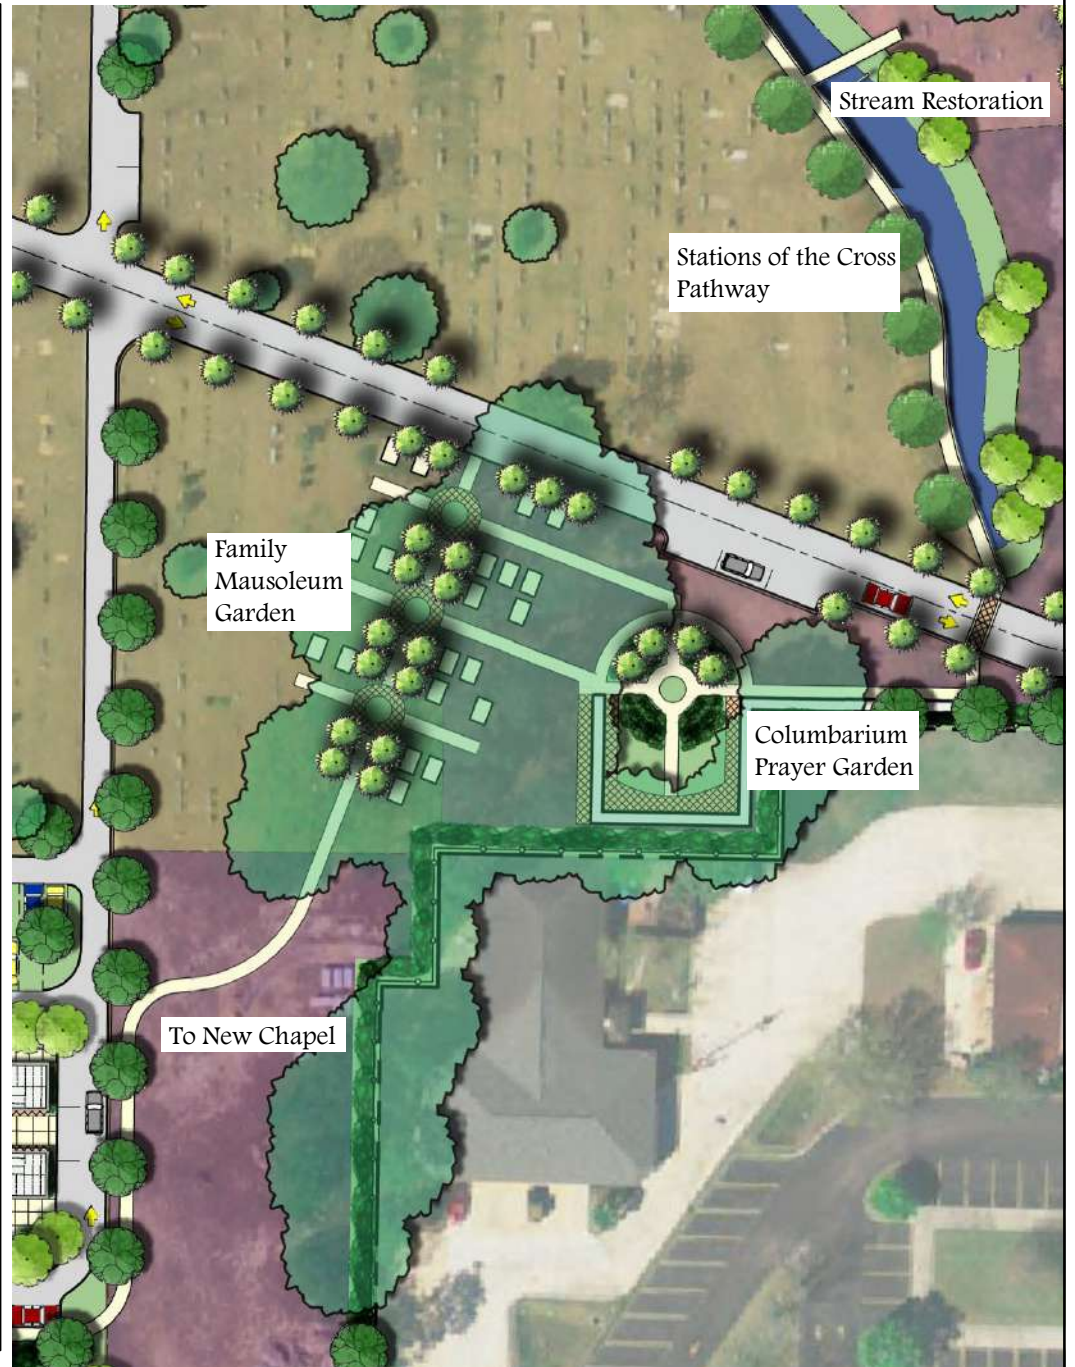 Stream Restoration
Stations of the Cross
Pathway
Family
Mausoleum
Garden
Columbarium
Prayer Garden
To New Chapel